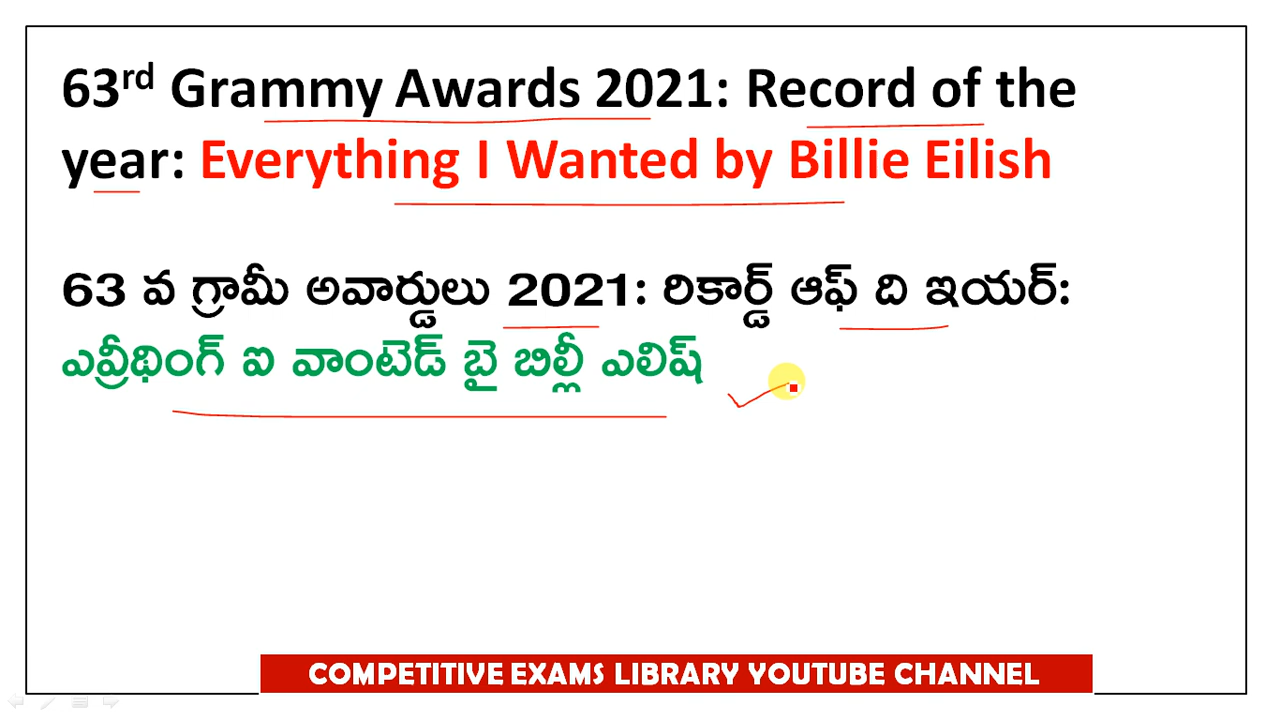 63rd Grammy Awards 2021: Record of the
year: Everything I Wanted by Billie Eilish
63 వ గ్రామీ అవార్డులు 2021: రికార్డ్ ఆఫ్ ది ఇయర్:
ఎవ్రీథింగ్ ఐ వాంటెడ్ బై బిల్లీ ఎలిష్
COMPETITIVE EXAMS LIBRARY YOUTUBE CHANNEL